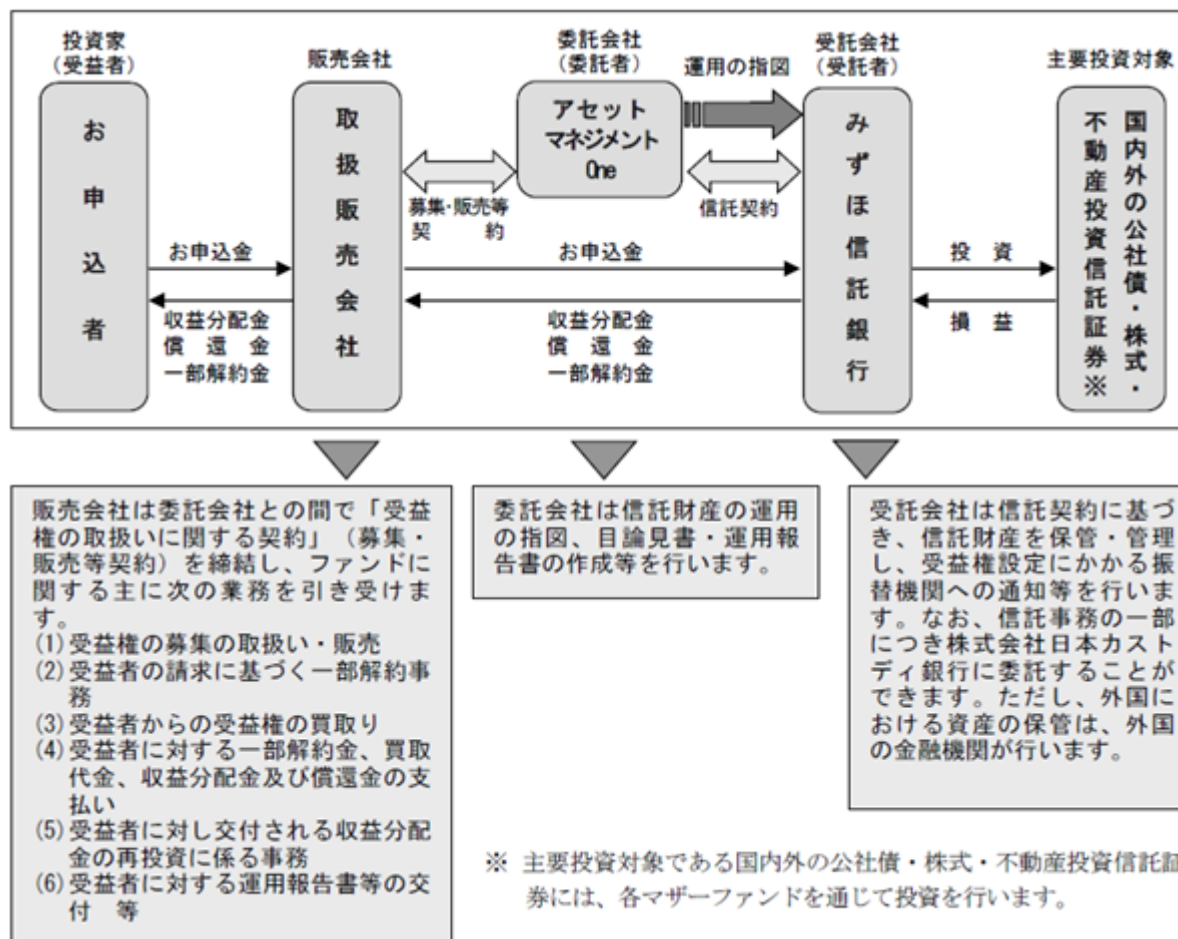 投資家
（受益者）
販売会社
委託会社
（委託者）
運用の指図
受託会社
（受託者）
主要投資対象
お申込者
取扱販売会社
アセット
マネジメント
One
みずほ信託銀行
国内外の公社債・株式・
不動産投資信託証券※
募集・販売等
契　　約
信託契約
お申込金
お申込金
投　資
収益分配金
償　還　金
一部解約金
収益分配金
償　還　金
一部解約金
損　益
販売会社は委託会社との間で「受益
権の取扱いに関する契約」（募集・
販売等契約）を締結し、ファンドに
関する主に次の業務を引き受けま
す。
(1)受益権の募集の取扱い・販売
(2)受益者の請求に基づく一部解約事
務
(3)受益者からの受益権の買取り
(4)受益者に対する一部解約金、買取
代金、収益分配金及び償還金の支
払い
(5)受益者に対し交付される収益分配
金の再投資に係る事務
(6)受益者に対する運用報告書等の交
付　等
委託会社は信託財産の運用
の指図、目論見書・運用報
告書の作成等を行います。
受託会社は信託契約に基づ
き、信託財産を保管・管理
し、受益権設定にかかる振
替機関への通知等を行いま
す。なお、信託事務の一部
につき株式会社日本カスト
ディ銀行に委託することが
できます。ただし、外国に
おける資産の保管は、外国
の金融機関が行います。
※ 主要投資対象である国内外の公社債・株式・不動産投資信託証
券には、各マザーファンドを通じて投資を行います。